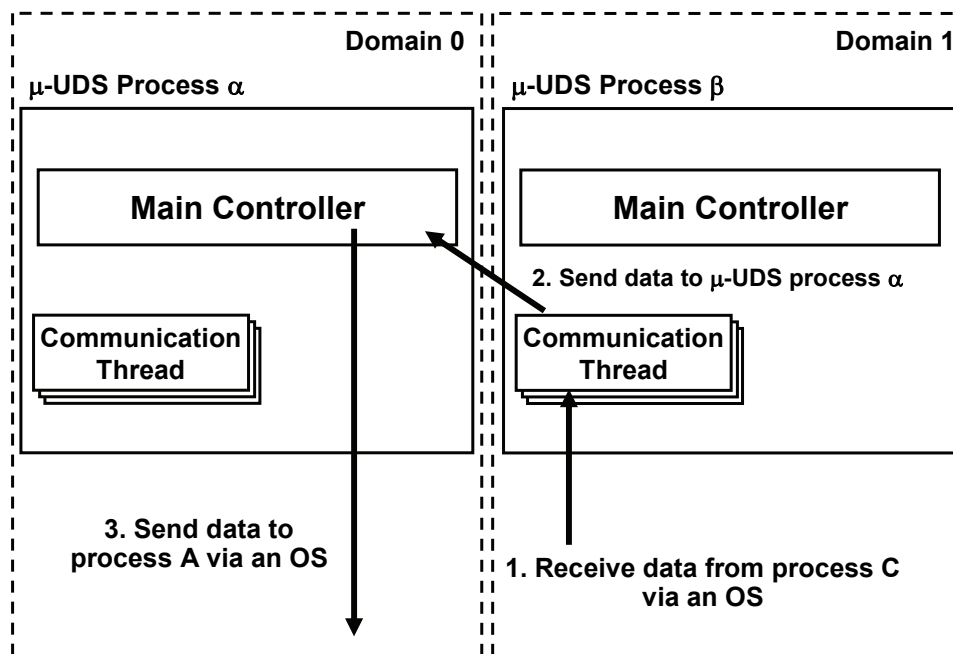 Domain 0
μ-UDS Process α
Main Controller
Communication
Thread
3. Send data to
process A via an OS
Domain 1
μ-UDS Process β
Main Controller
2. Send data to μ-UDS process α
Communication
Thread
1. Receive data from process C
via an OS